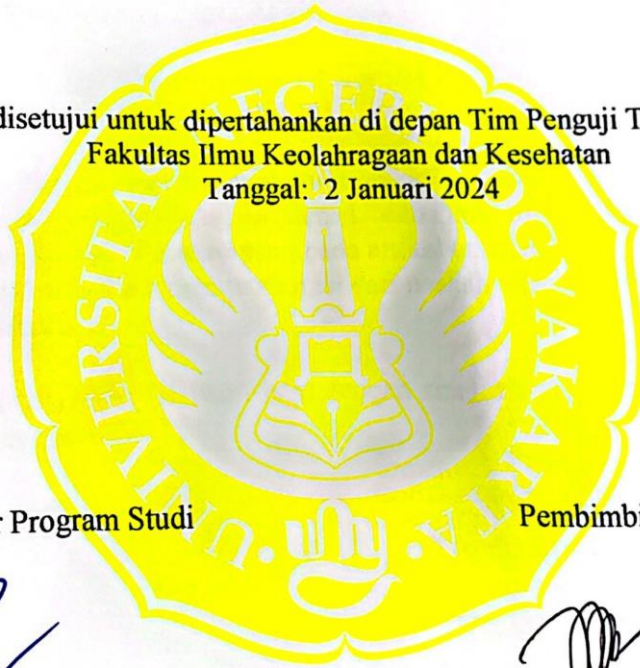 disetujui untuk dipertahankan di depan Tim Penguji T
Fakultas Ilmu Keolahragaan dan Kesehatan
Tanggal: 2 Januari 2024
UNIVERSITAS NEGERI YOGYAKARTA
uny
Program Studi
Pembimbi